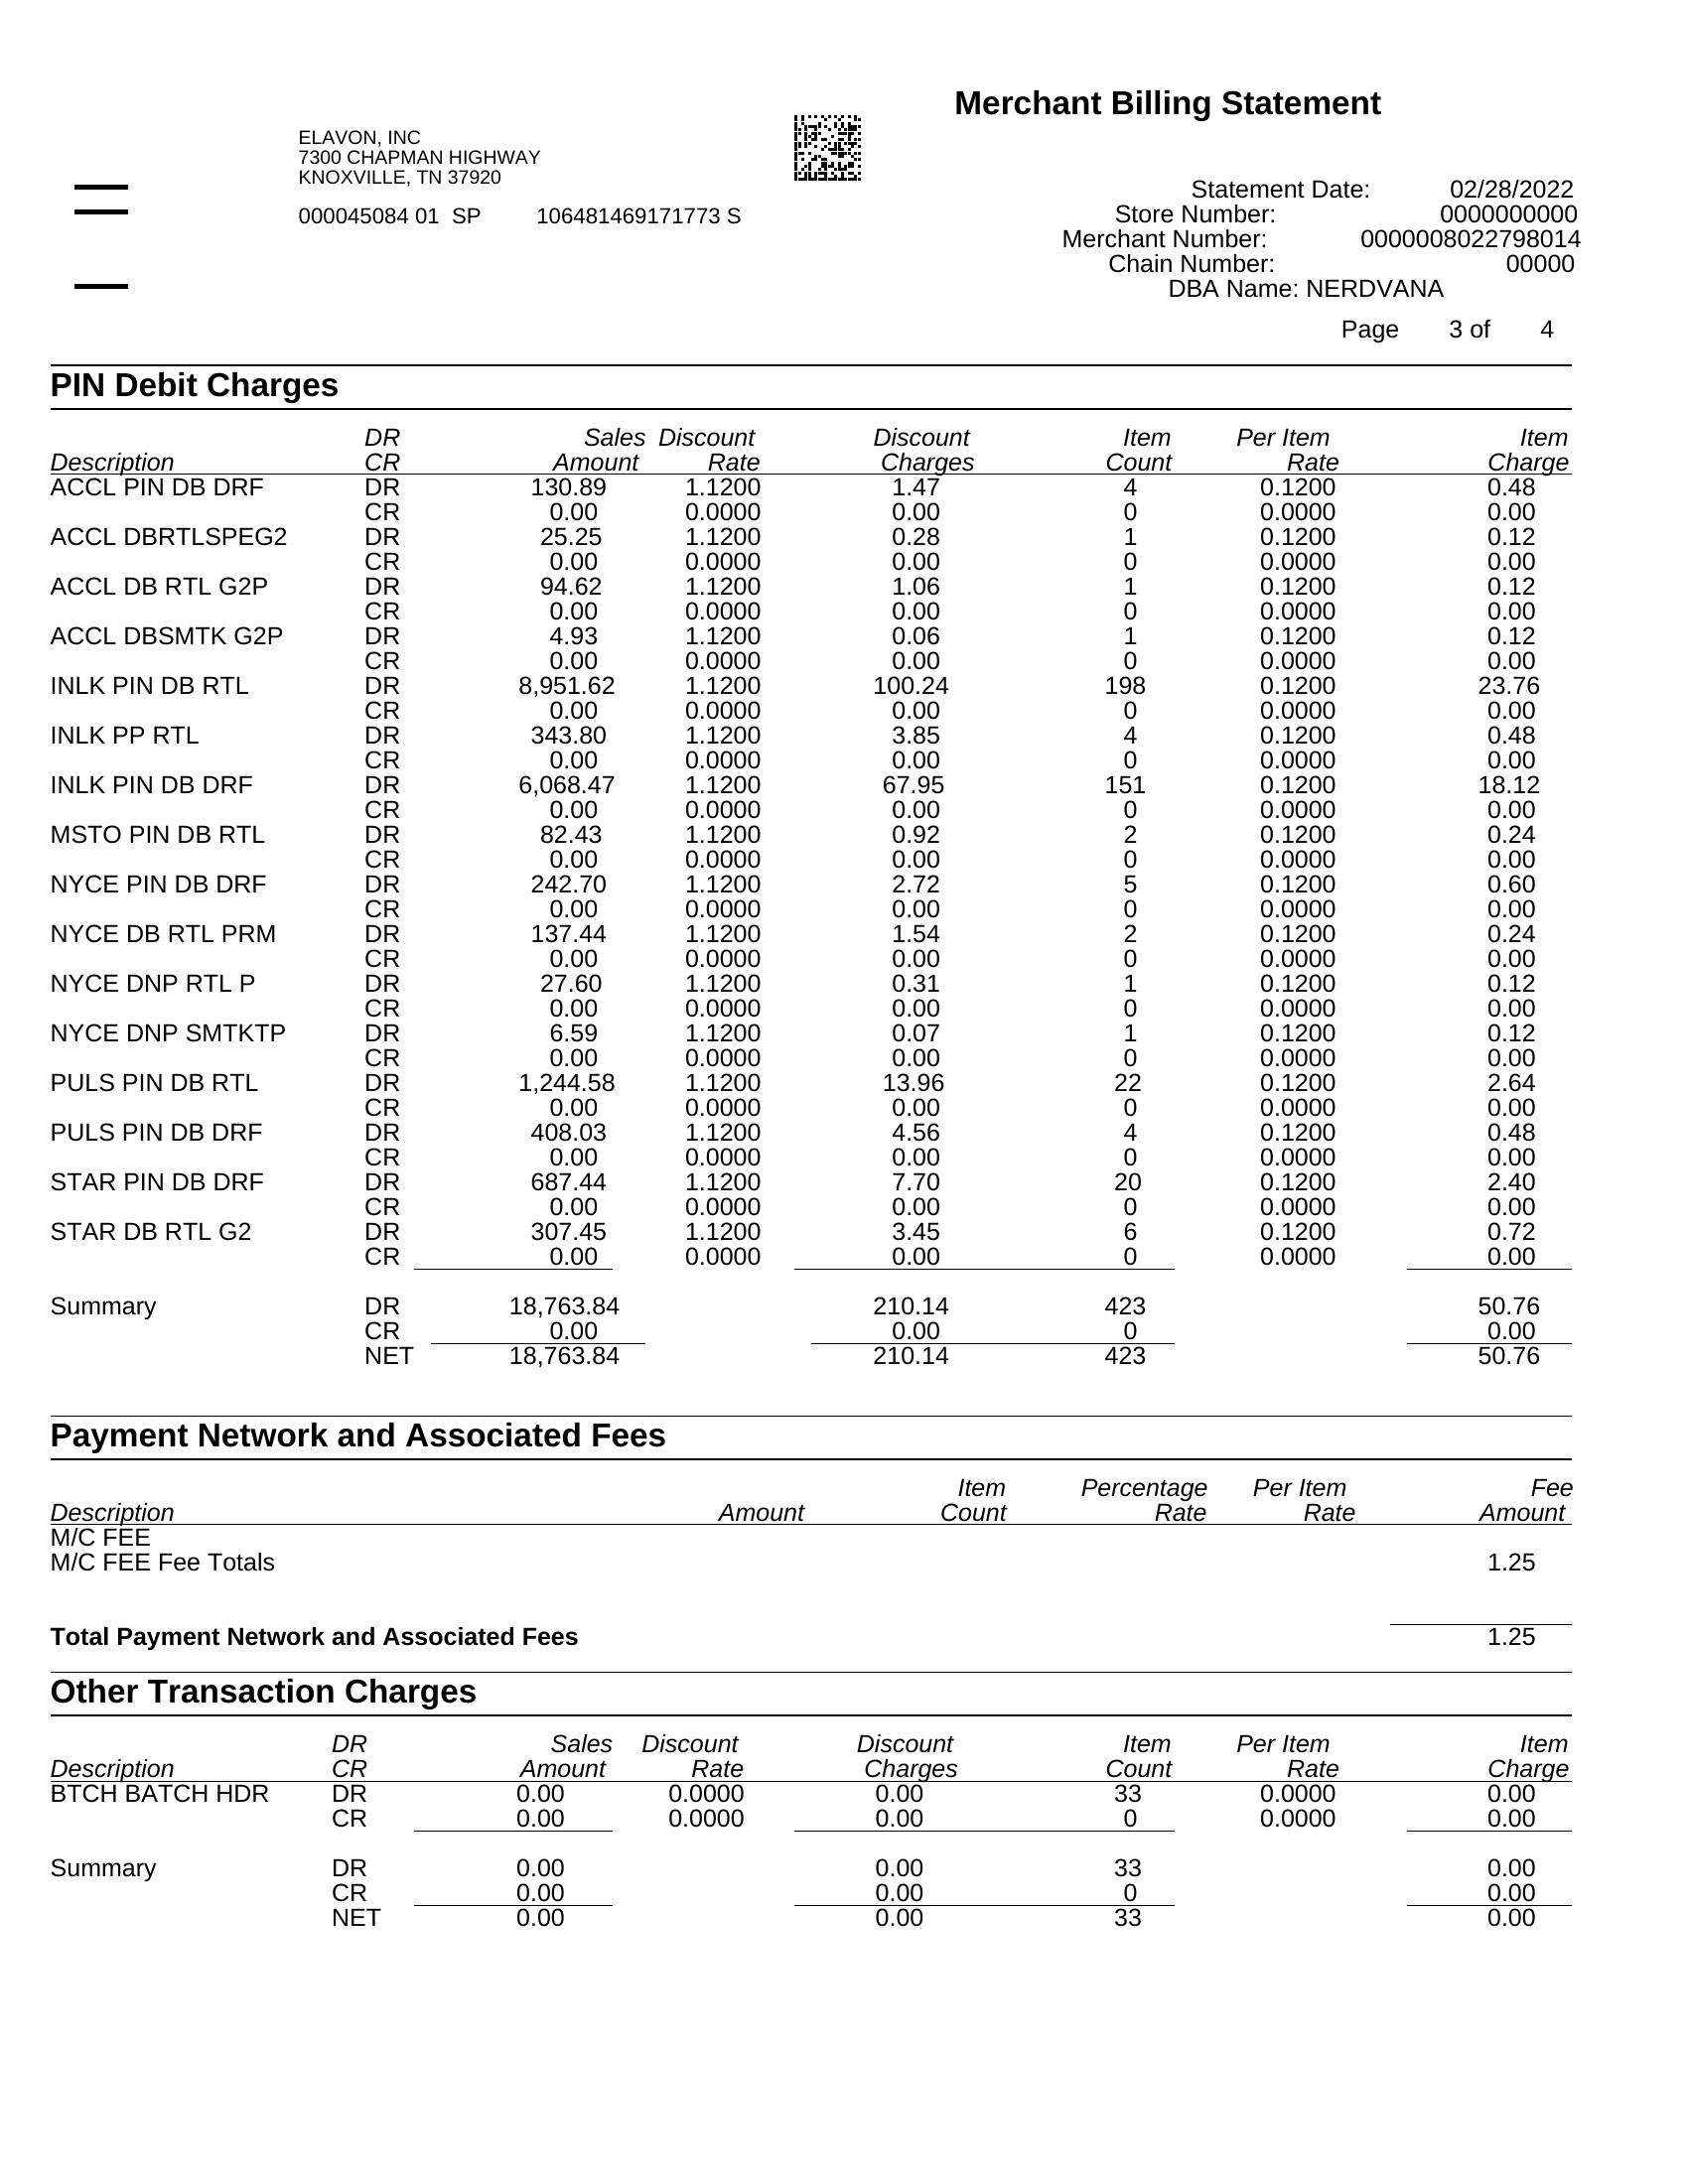 Merchant Billing Statement
ELAVON, INC
7300 CHAPMAN HIGHWAY
KNOXVILLE, TN 37920
000045084 01 SP 106481469171773 S
Statement Date: 02/28/2022
Store Number: 0000000000
Merchant Number: 0000008022798014
Chain Number: 00000
DBA Name: NERDVANA
Page 3 of 4
PIN Debit Charges
DR Sales Discount Discount Item Per Item Item
Description CR Amount Rate Charges Count Rate Charge
ACCL PIN DB DRF DR 130.89 1.1200 1.47 4 0.1200 0.48
CR 0.00 0.0000 0.00 0 0.0000 0.00
ACCL DBRTLSPEG2 DR 25.25 1.1200 0.28 1 0.1200 0.12
CR 0.00 0.0000 0.00 0 0.0000 0.00
ACCL DB RTL G2P DR 94.62 1.1200 1.06 1 0.1200 0.12
CR 0.00 0.0000 0.00 0 0.0000 0.00
ACCL DBSMTK G2P DR 4.93 1.1200 0.06 1 0.1200 0.12
CR 0.00 0.0000 0.00 0 0.0000 0.00
INLK PIN DB RTL DR 8,951.62 1.1200 100.24 198 0.1200 23.76
CR 0.00 0.0000 0.00 0 0.0000 0.00
INLK PP RTL DR 343.80 1.1200 3.85 4 0.1200 0.48
CR 0.00 0.0000 0.00 0 0.0000 0.00
INLK PIN DB DRF DR 6,068.47 1.1200 67.95 151 0.1200 18.12
CR 0.00 0.0000 0.00 0 0.0000 0.00
MSTO PIN DB RTL DR 82.43 1.1200 0.92 2 0.1200 0.24
CR 0.00 0.0000 0.00 0 0.0000 0.00
NYCE PIN DB DRF DR 242.70 1.1200 2.72 5 0.1200 0.60
CR 0.00 0.0000 0.00 0 0.0000 0.00
NYCE DB RTL PRM DR 137.44 1.1200 1.54 2 0.1200 0.24
CR 0.00 0.0000 0.00 0 0.0000 0.00
NYCE DNP RTL P DR 27.60 1.1200 0.31 1 0.1200 0.12
CR 0.00 0.0000 0.00 0 0.0000 0.00
NYCE DNP SMTKTP DR 6.59 1.1200 0.07 1 0.1200 0.12
CR 0.00 0.0000 0.00 0 0.0000 0.00
PULS PIN DB RTL DR 1,244.58 1.1200 13.96 22 0.1200 2.64
CR 0.00 0.0000 0.00 0 0.0000 0.00
PULS PIN DB DRF DR 408.03 1.1200 4.56 4 0.1200 0.48
CR 0.00 0.0000 0.00 0 0.0000 0.00
STAR PIN DB DRF DR 687.44 1.1200 7.70 20 0.1200 2.40
CR 0.00 0.0000 0.00 0 0.0000 0.00
STAR DB RTL G2 DR 307.45 1.1200 3.45 6 0.1200 0.72
CR 0.00 0.0000 0.00 0 0.0000 0.00
Summary DR 18,763.84 210.14 423 50.76
CR 0.00 0.00 0 0.00
NET 18,763.84 210.14 423 50.76
Payment Network and Associated Fees
Item Percentage Per Item Fee
Description Amount Count Rate Rate Amount
M/C FEE
M/C FEE Fee Totals 1.25
Total Payment Network and Associated Fees 1.25
Other Transaction Charges
DR Sales Discount Discount Item Per Item Item
Description CR Amount Rate Charges Count Rate Charge
BTCH BATCH HDR DR 0.00 0.0000 0.00 33 0.0000 0.00
CR 0.00 0.0000 0.00 0 0.0000 0.00
Summary DR 0.00 0.00 33 0.00
CR 0.00 0.00 0 0.00
NET 0.00 0.00 33 0.00